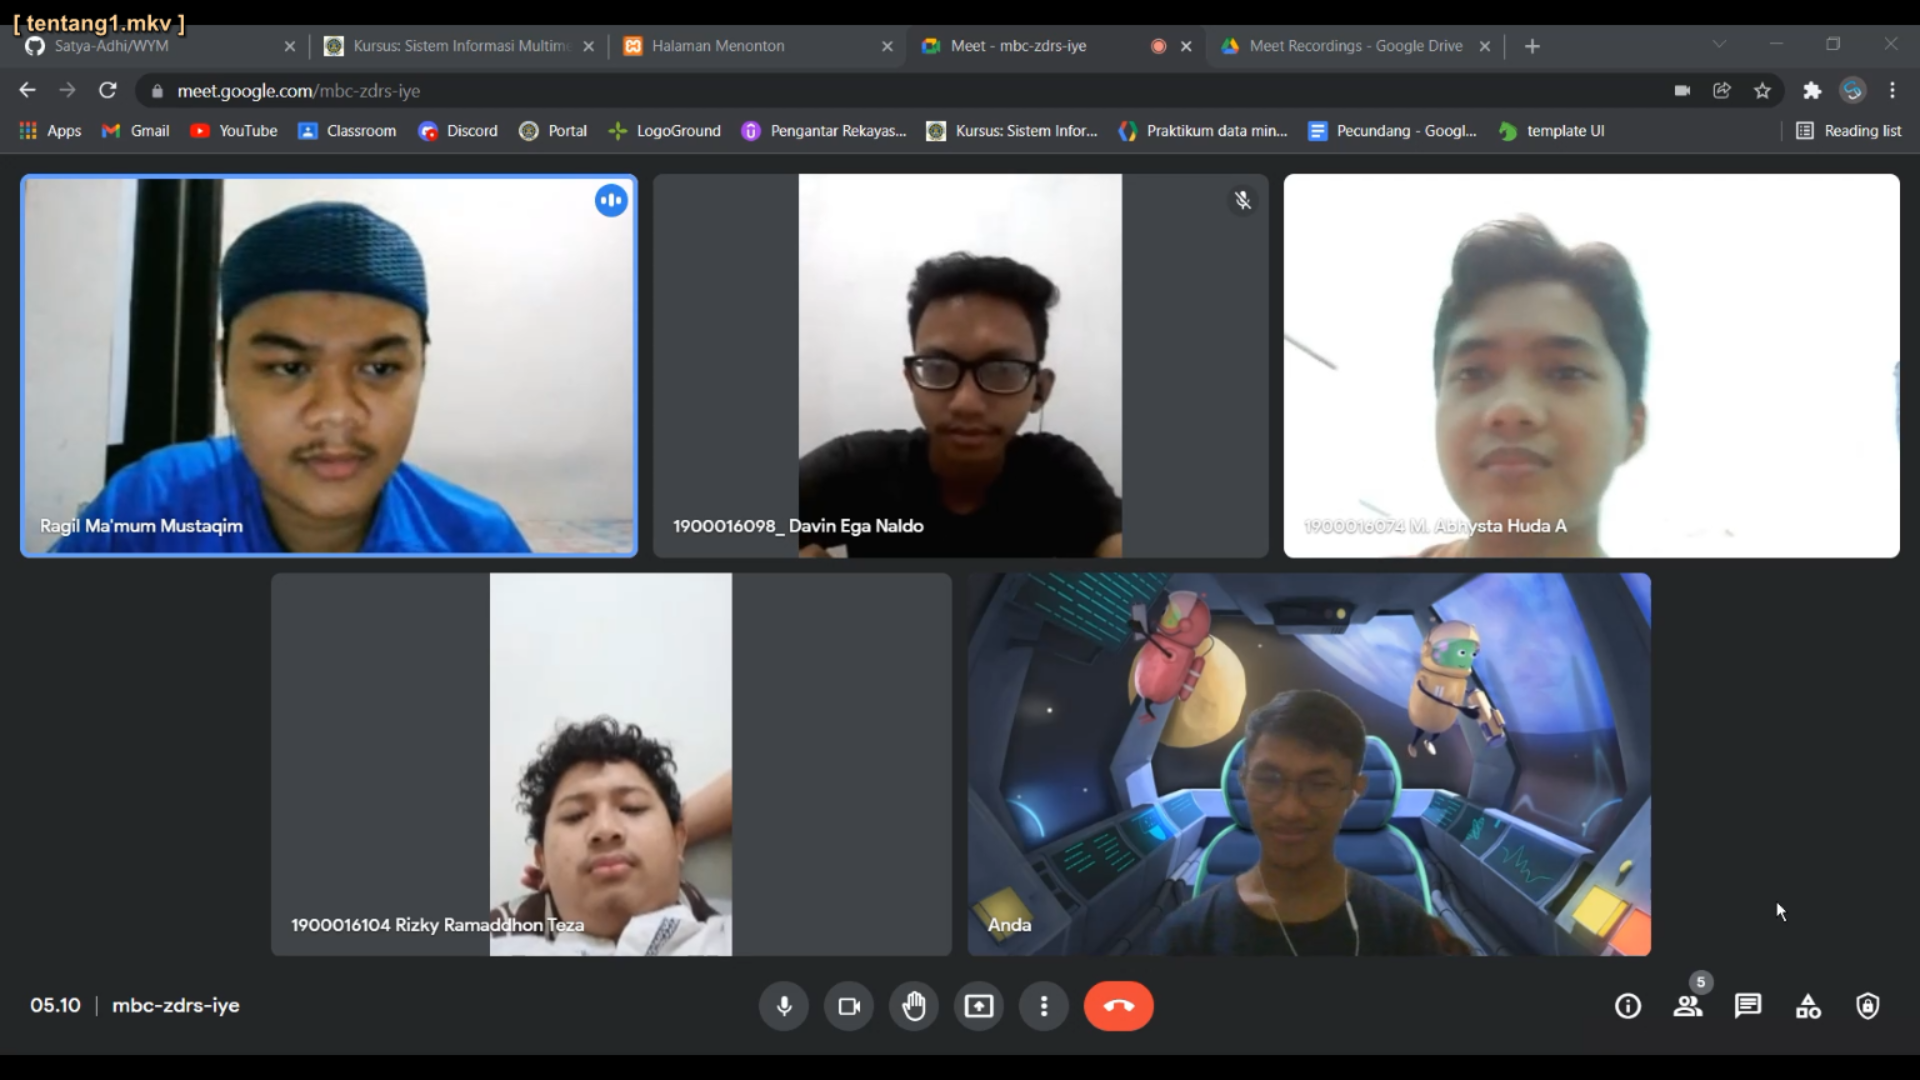 [ tentang1.mkv ]
Satya-Adhi/WYM
Kursus: Sistem Informasi Multime
Halaman Menonton
Meet - mbc-zdrs-iye
Meet Recordings - Google Drive
meet.google.com/mbc-zdrs-iye
Apps
Gmail
YouTube
Classroom
Discord
Portal
LogoGround
Pengantar Rekayas...
Kursus: Sistem Infor...
Praktikum data min...
Pecundang - Googl...
template UI
Reading list
Ragil Ma'mum Mustaqim
1900016098_ Davin Ega Naldo
1900016074 M. Abhysta Huda A
1900016104 Rizky Ramaddhon Teza
Anda
05.10 | mbc-zdrs-iye
5